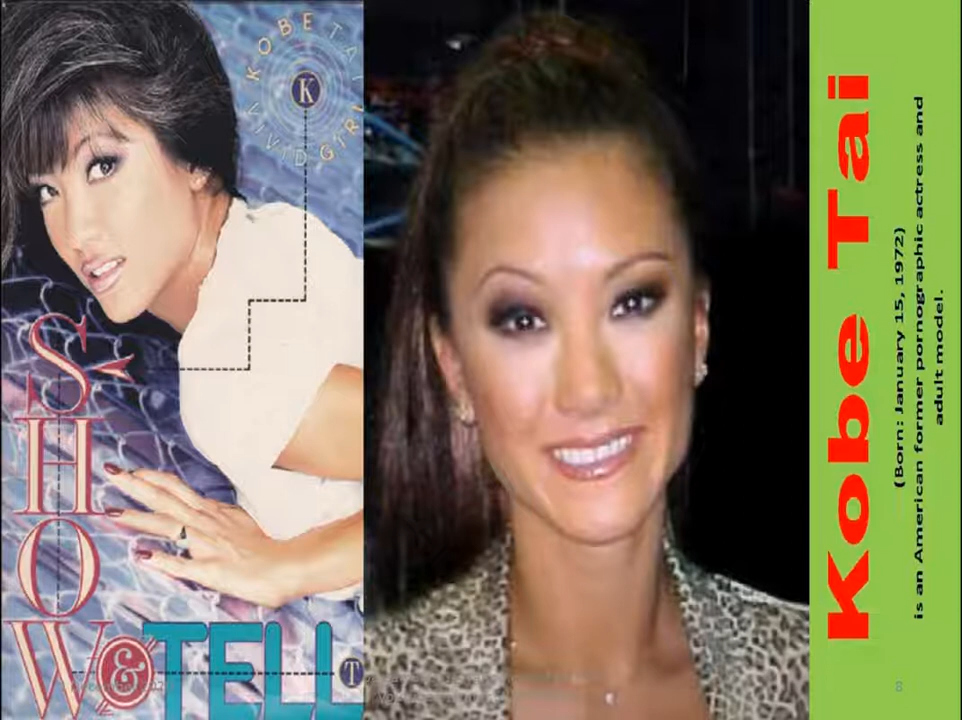 KOBE TAI
VIVID GIRL
K
SHOW
& TELL
T
Kobe Tai
(Born: January 15, 1972)
is an American former pornographic actress and
adult model.
8